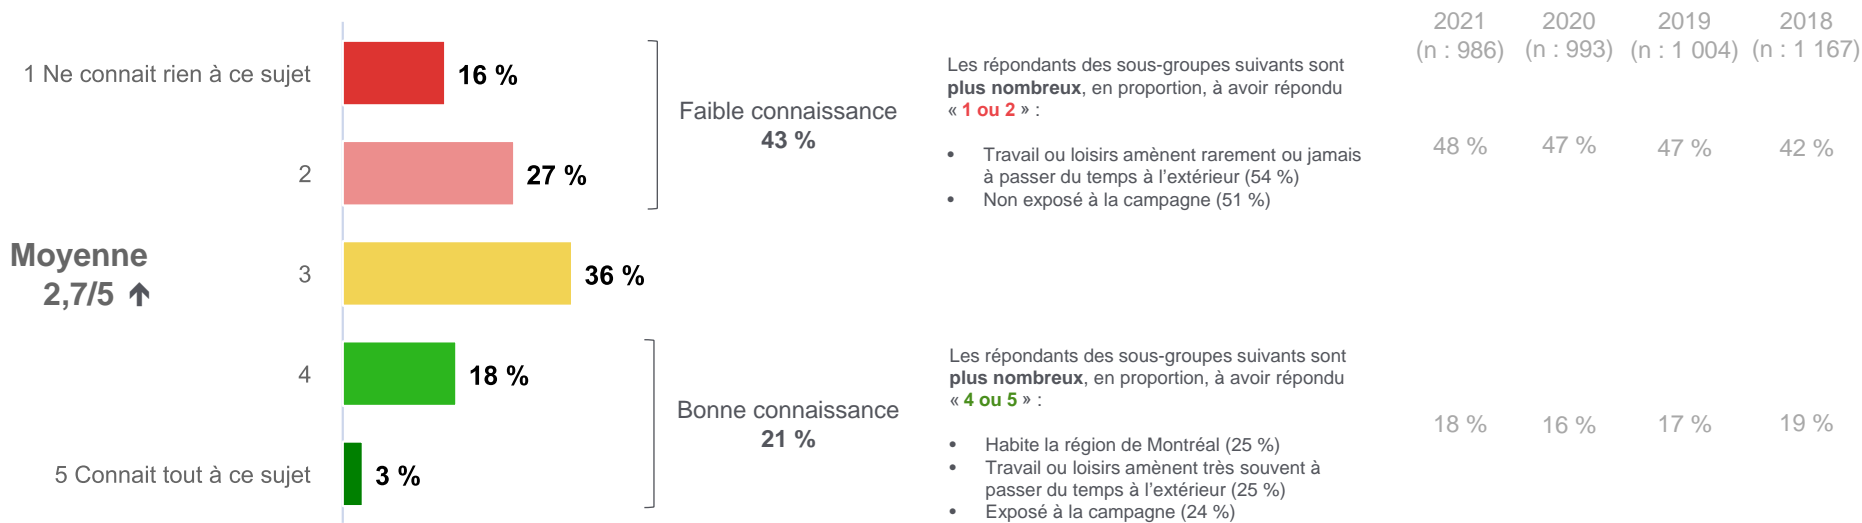 2021 2020 2019 2018
(n : 986) (n : 993) (n : 1 004) (n : 1 167)
1 Ne connait rien à ce sujet
16 %
2
27 %
Faible connaissance
43 %
Les répondants des sous-groupes suivants sont
plus nombreux, en proportion, à avoir répondu
« 1 ou 2 » :
• Travail ou loisirs amènent rarement ou jamais
à passer du temps à l'extérieur (54 %)
• Non exposé à la campagne (51 %)
48 % 47 % 47 % 42 %
Moyenne
2,7/5 ↑
3
36 %
4
18 %
5 Connait tout à ce sujet
3 %
Bonne connaissance
21 %
Les répondants des sous-groupes suivants sont
plus nombreux, en proportion, à avoir répondu
« 4 ou 5 » :
• Habite la région de Montréal (25 %)
• Travail ou loisirs amènent très souvent à
passer du temps à l'extérieur (25 %)
• Exposé à la campagne (24 %)
18 % 16 % 17 % 19 %